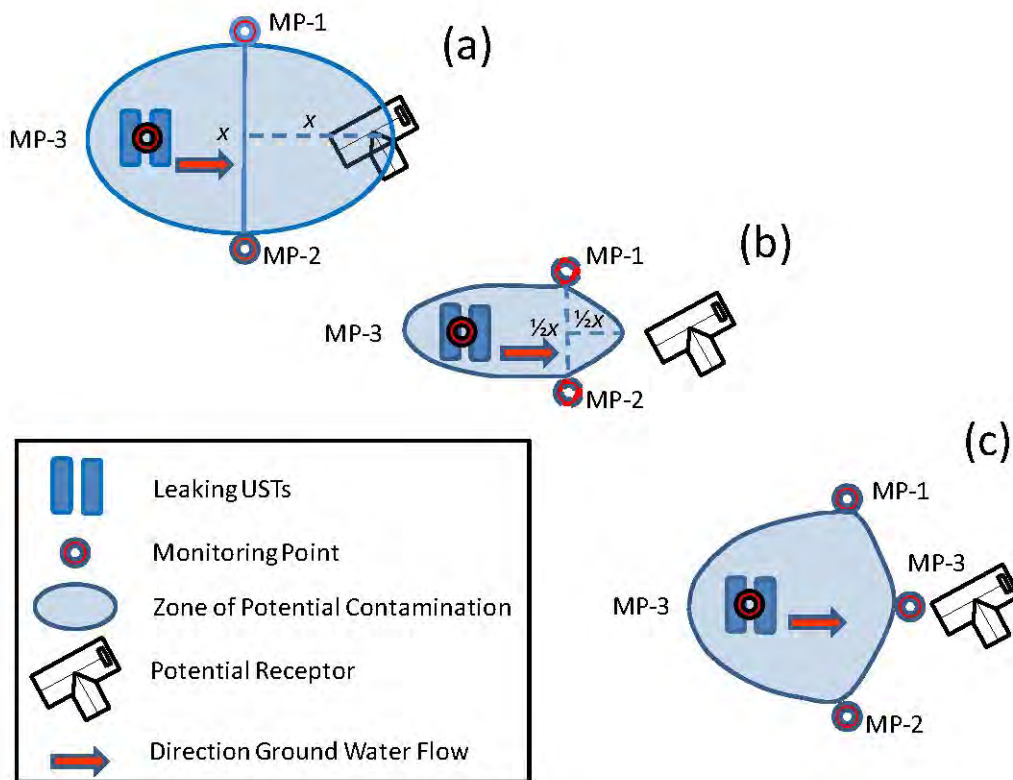 MP-1
(a)
MP-3
x
x
MP-2
(b)
MP-1
MP-3
½x
½x
MP-2
(c)
MP-1
MP-3
MP-3
MP-2
Leaking USTs
Monitoring Point
Zone of Potential Contamination
Potential Receptor
Direction Ground Water Flow